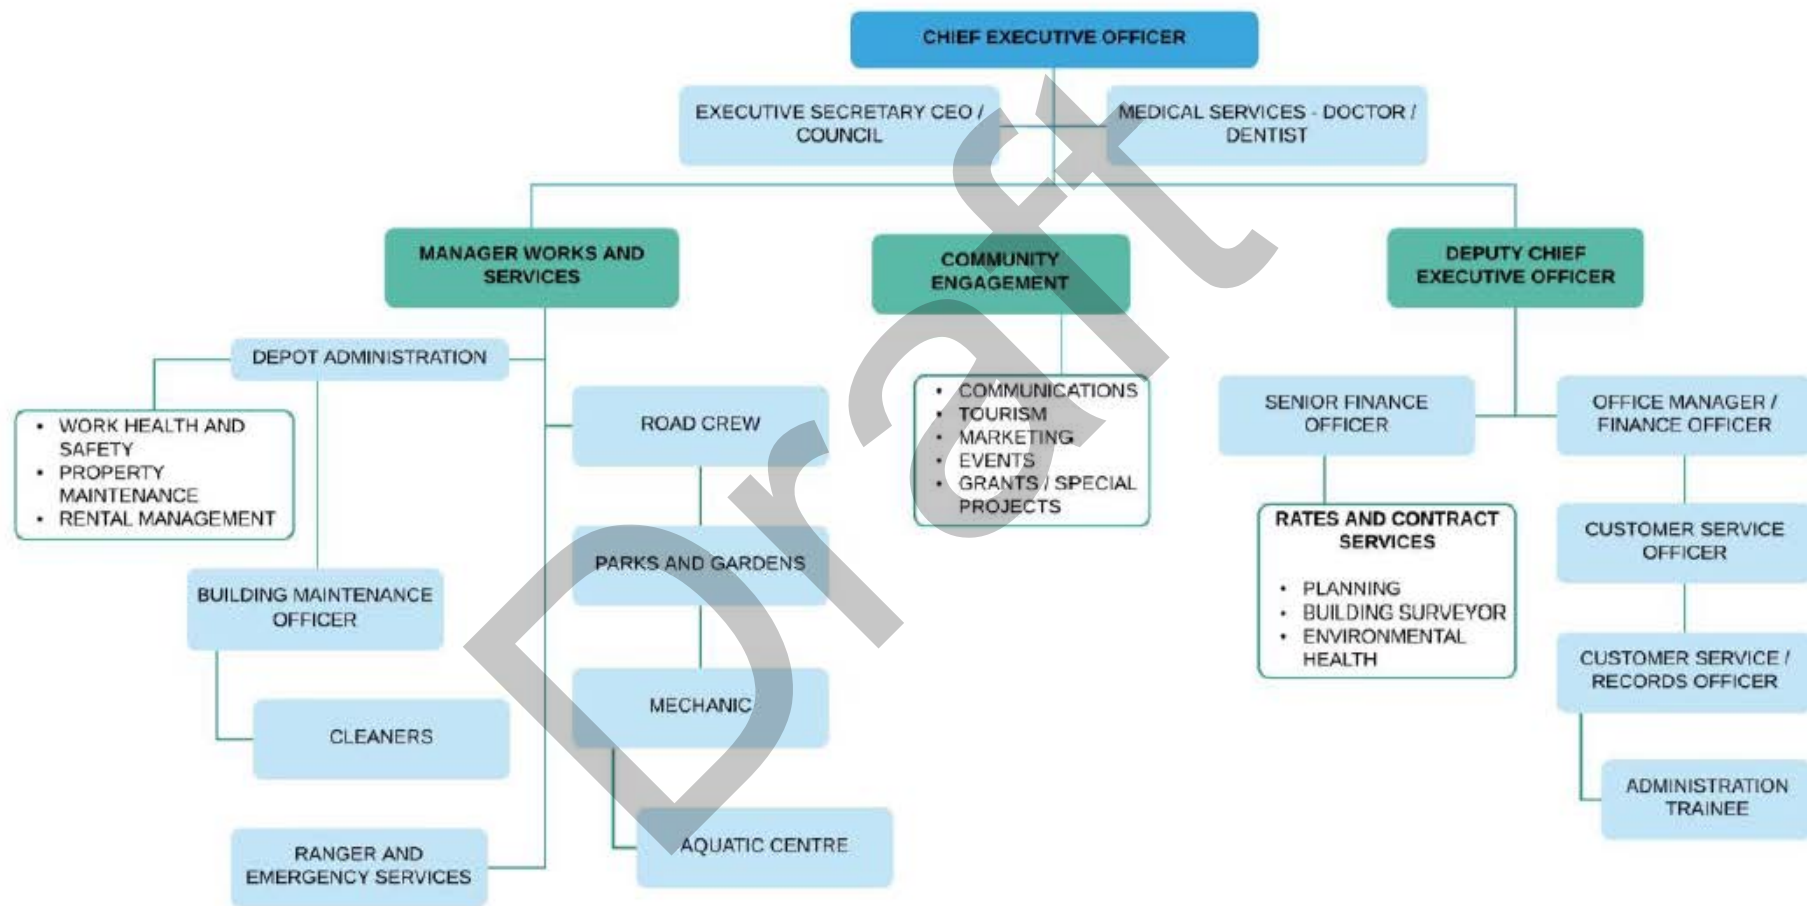 CHIEF EXECUTIVE OFFICER
EXECUTIVE SECRETARY CEO /
COUNCIL
MEDICAL SERVICES - DOCTOR /
DENTIST
MANAGER WORKS AND
SERVICES
COMMUNITY
ENGAGEMENT
DEPUTY CHIEF
EXECUTIVE OFFICER
DEPOT ADMINISTRATION
• WORK HEALTH AND
SAFETY
• PROPERTY
MAINTENANCE
• RENTAL MANAGEMENT
BUILDING MAINTENANCE
OFFICER
CLEANERS
RANGER AND
EMERGENCY SERVICES
ROAD CREW
PARKS AND GARDENS
MECHANIC
AQUATIC CENTRE
• COMMUNICATIONS
• TOURISM
• MARKETING
• EVENTS
• GRANTS / SPECIAL
PROJECTS
SENIOR FINANCE
OFFICER
RATES AND CONTRACT
SERVICES
• PLANNING
• BUILDING SURVEYOR
• ENVIRONMENTAL
HEALTH
OFFICE MANAGER /
FINANCE OFFICER
CUSTOMER SERVICE
OFFICER
CUSTOMER SERVICE /
RECORDS OFFICER
ADMINISTRATION
TRAINEE
Draft